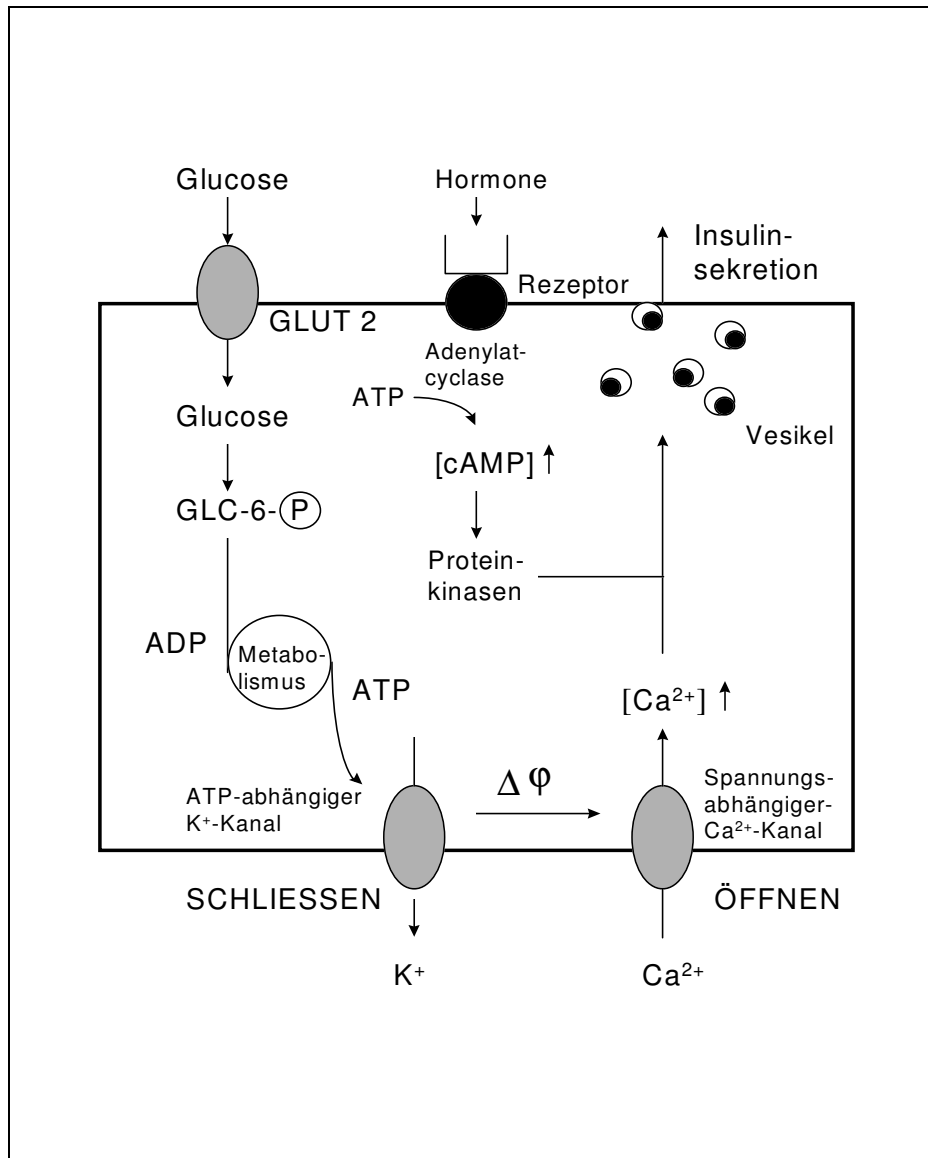 Glucose
Hormone
Insulin-
sekretion
Rezeptor
GLUT 2
Adenylat-
cyclase
ATP
Glucose
Vesikel
[cAMP] ↑
GLC-6-P
Protein-
kinasen
ADP
Metabo-
lismus
ATP
[Ca²⁺] ↑
ATP-abhängiger
K⁺-Kanal
Δ φ
Spannungs-
abhängiger-
Ca²⁺-Kanal
SCHLIESSEN
ÖFFNEN
K⁺
Ca²⁺